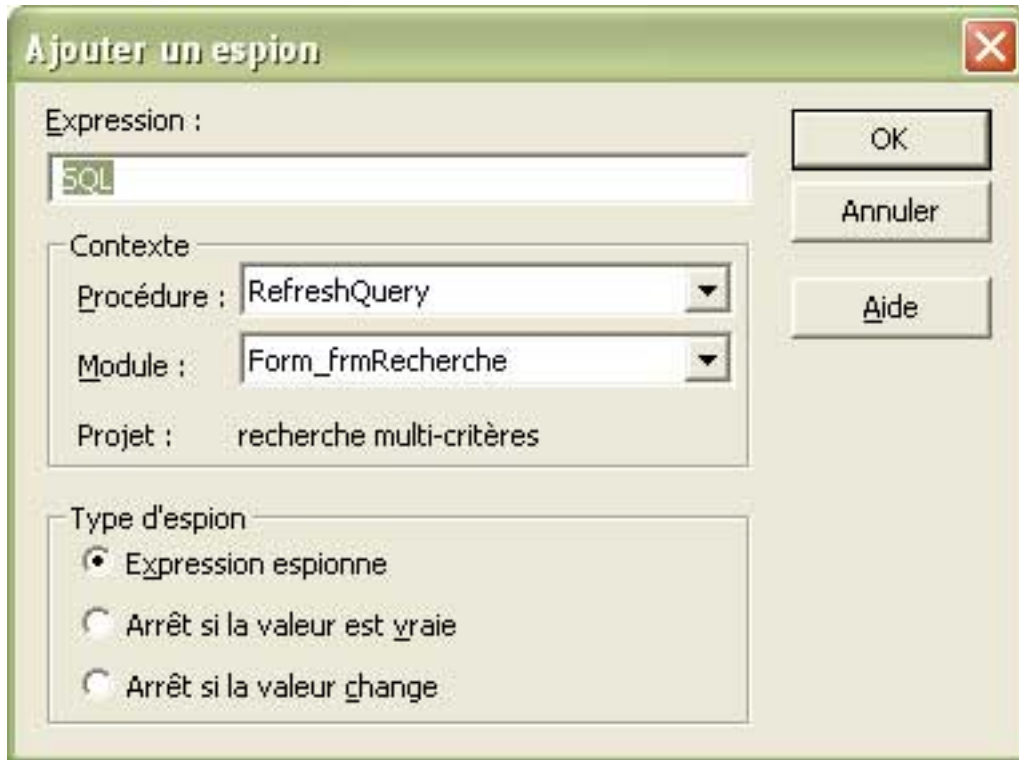 Ajouter un espion
Expression :
SQL
OK
Annuler
Contexte
Procédure : RefreshQuery
Aide
Module : Form_frmRecherche
Projet : recherche multi-critères
Type d'espion
Expression espionne
Arrêt si la valeur est vraie
Arrêt si la valeur change